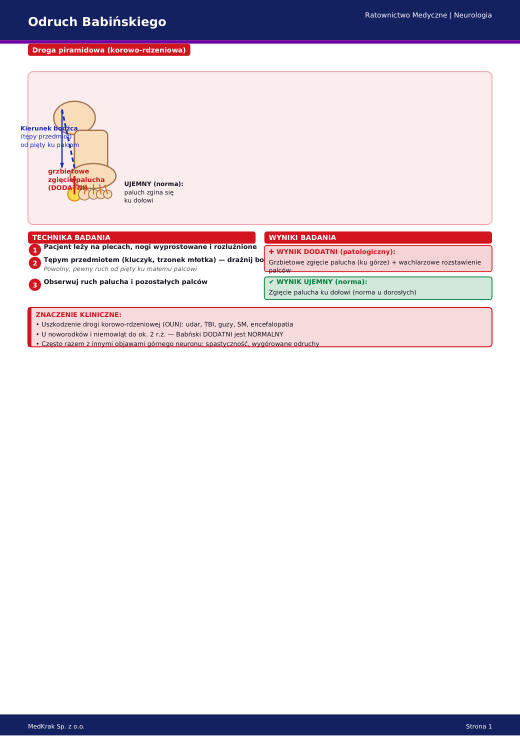 Odruch Babińskiego
Ratownictwo Medyczne | Neurologia
Droga piramidowa (korowo-rdzeniowa)
Kierunek bodźca
(tępy przedmiot)
od pięty ku palcom
grzbietowe
zgięcie palucha
(DODATNI)
UJEMNY (norma):
paluch zgina się
ku dołowi
TECHNIKA BADANIA
1 Pacjent leży na plecach, nogi wyprostowane i rozluźnione
2 Tępym przedmiotem (kluczyk, trzonek młotka) — drażnij bo
Powolny, pewny ruch od pięty ku małemu palcowi
3 Obserwuj ruch palucha i pozostałych palców
WYNIKI BADANIA
+ WYNIK DODATNI (patologiczny):
Grzbietowe zgięcie palucha (ku górze) + wachlarzowe rozstawienie
palców
✓ WYNIK UJEMNY (norma):
Zgięcie palucha ku dołowi (norma u dorosłych)
ZNACZENIE KLINICZNE:
• Uszkodzenie drogi korowo-rdzeniowej (OUN): udar, TBI, guzy, SM, encefalopatia
• U noworodków i niemowląt do ok. 2 r.ż. — Babński DODATNI jest NORMALNY
• Często razem z innymi objawami górnego neuronu: spastyczność, wygórowane odruchy
MedKrak Sp. z o.o.
Strona 1